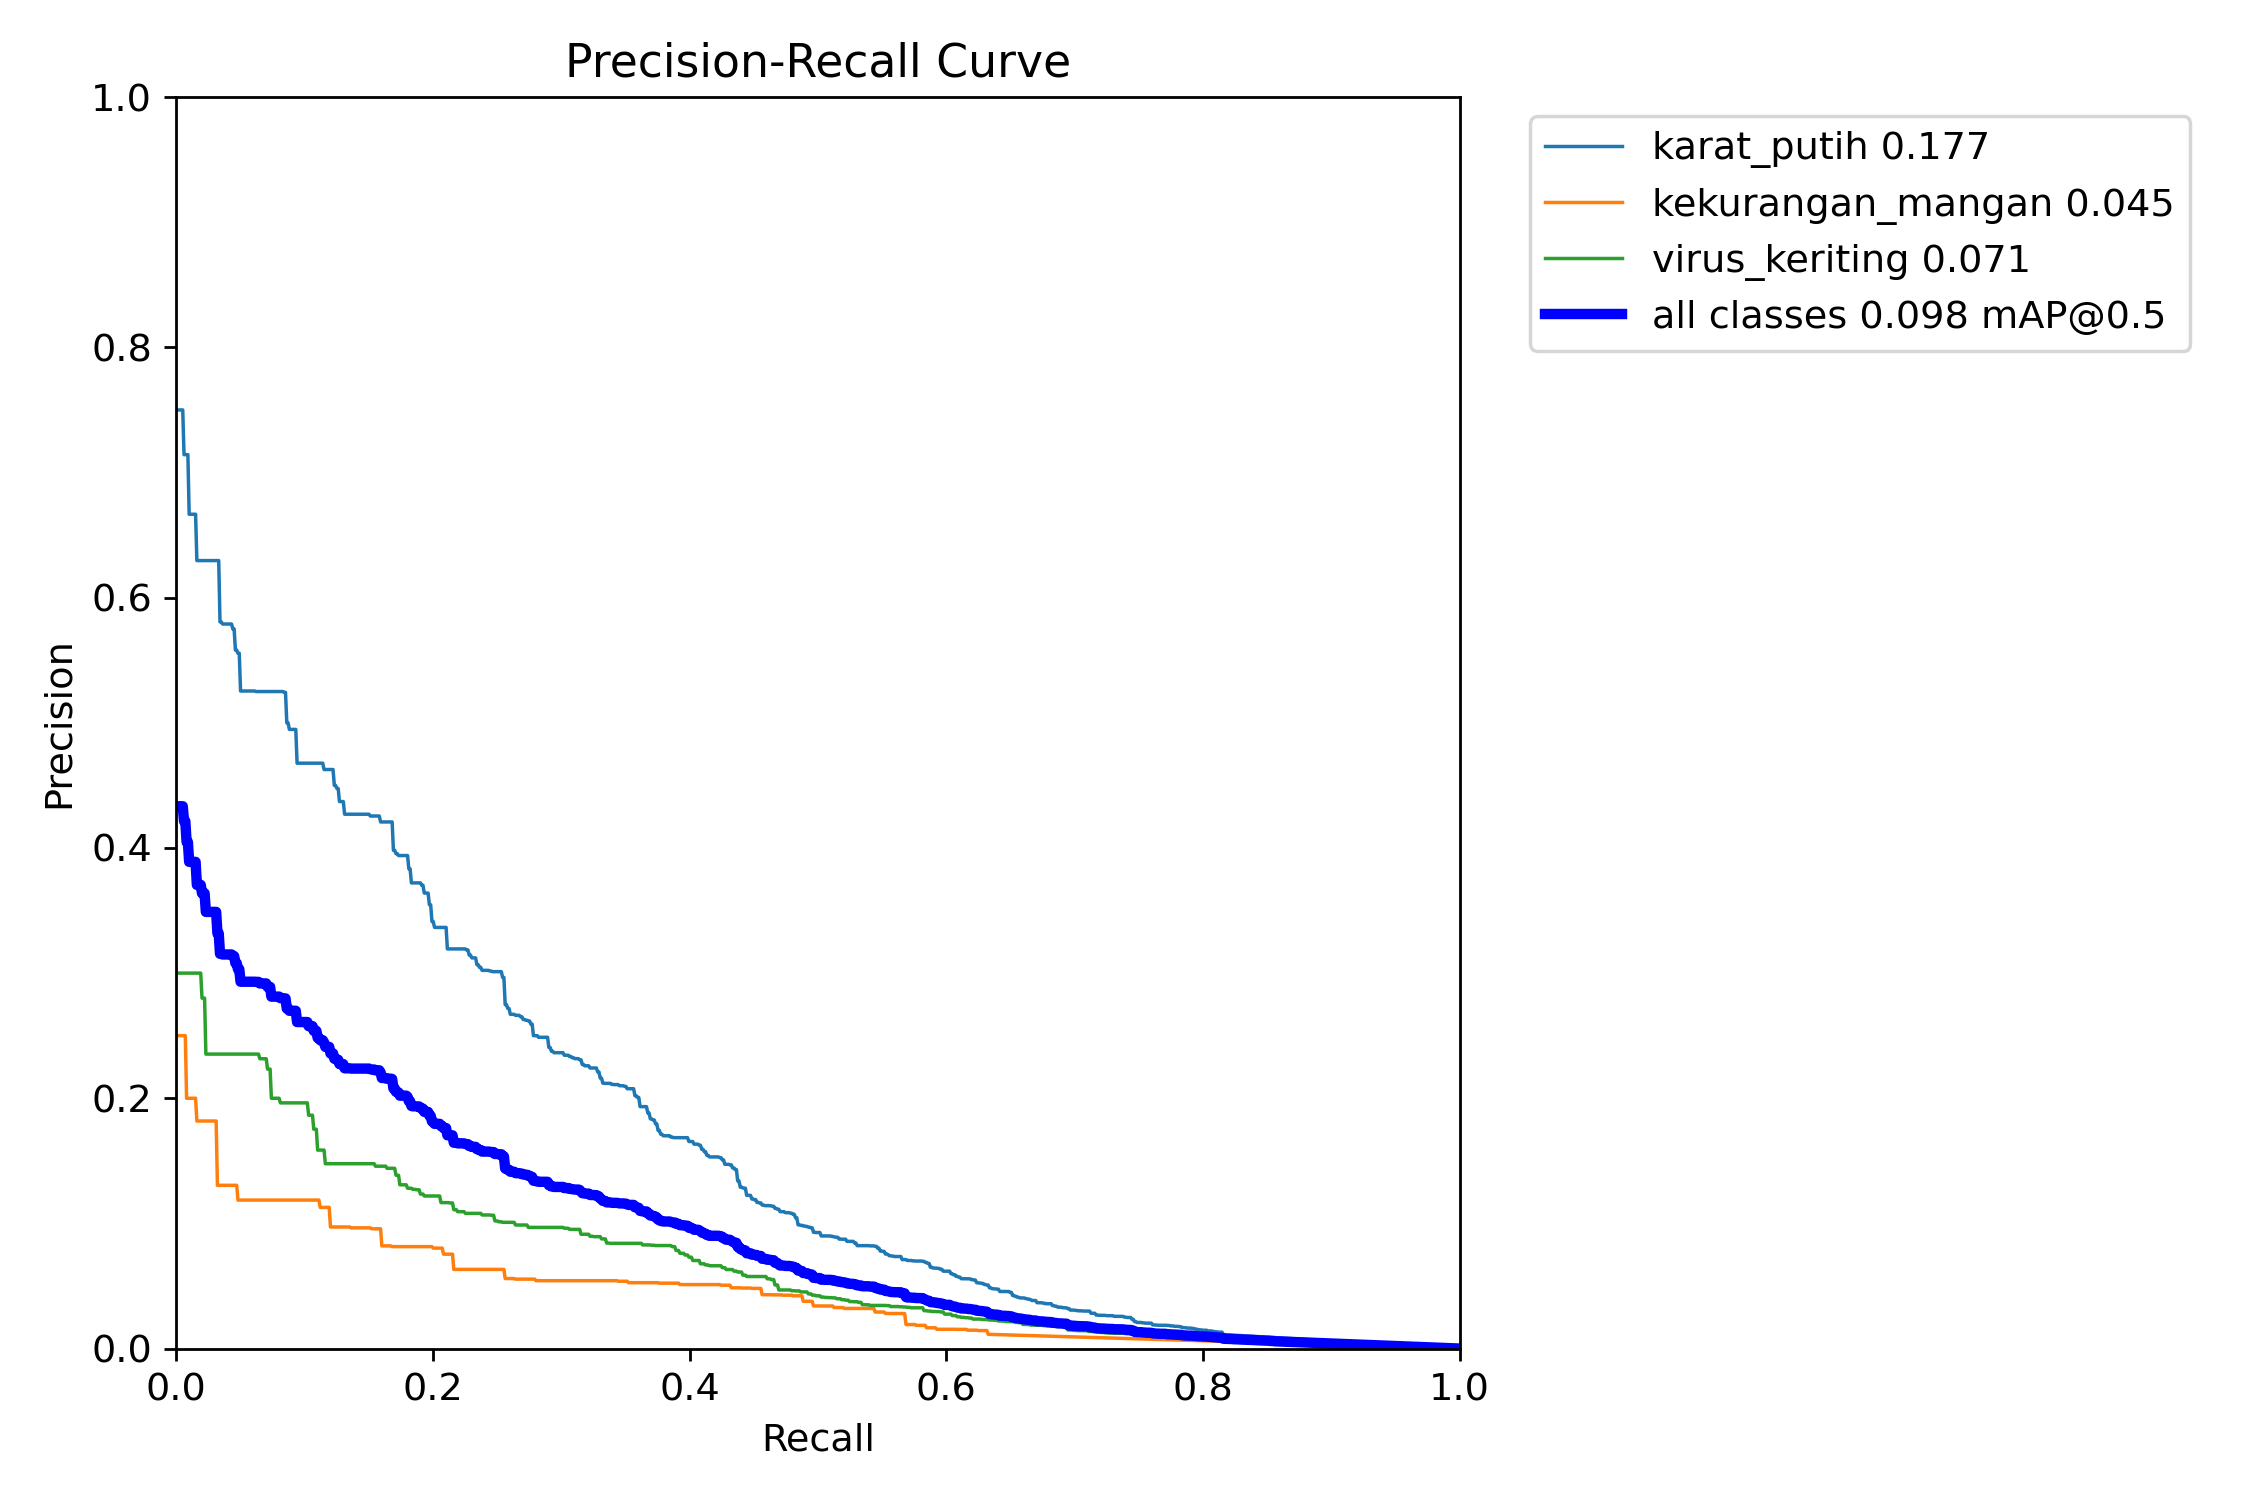 Precision-Recall Curve
1.0
0.8
0.6
0.4
0.2
0.0
Precision
0.0 0.2 0.4 0.6 0.8 1.0
Recall
karat_putih 0.177
kekurangan_mangan 0.045
virus_keriting 0.071
all classes 0.098 mAP@0.5